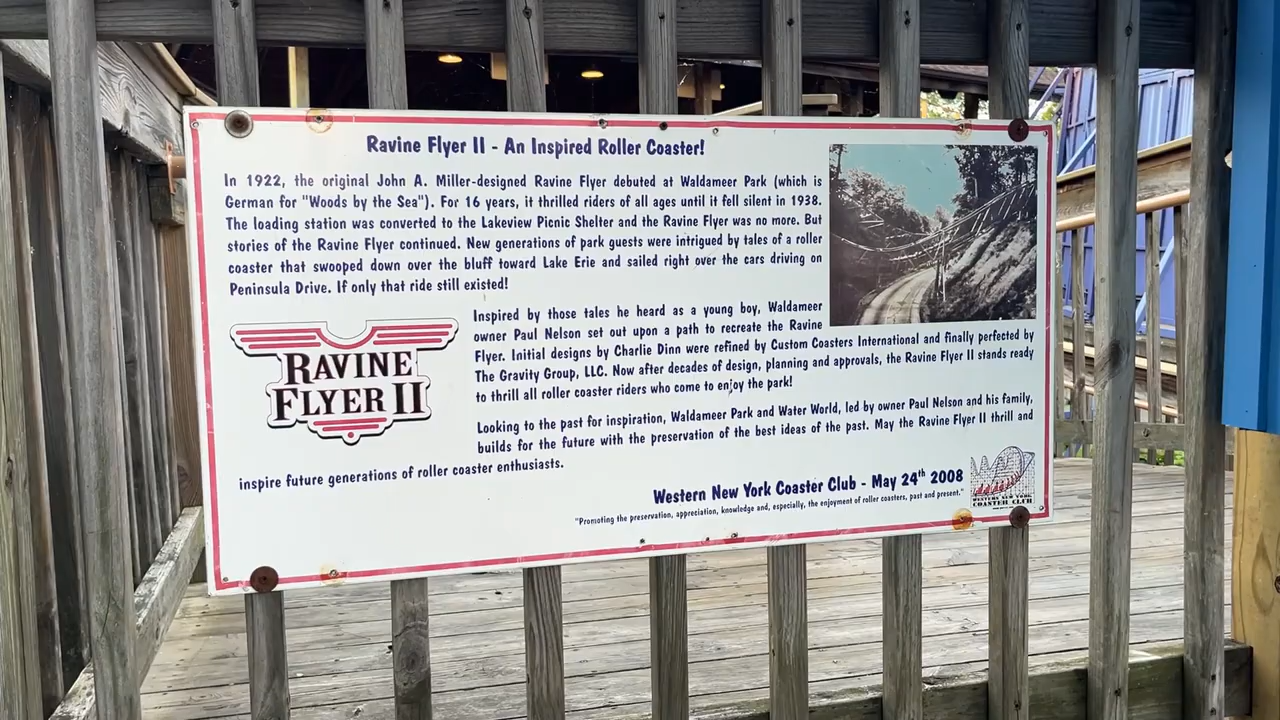 Ravine Flyer II - An Inspired Roller Coaster!
In 1922, the original John A. Miller-designed Ravine Flyer debuted at Waldameer Park (which is
German for "Woods by the Sea"). For 16 years, it thrilled riders of all ages until it fell silent in 1938.
The loading station was converted to the Lakeview Picnic Shelter and the Ravine Flyer was no more. But
stories of the Ravine Flyer continued. New generations of park guests were intrigued by tales of a roller
coaster that swooped down over the bluff toward Lake Erie and sailed right over the cars driving on
Peninsula Drive. If only that ride still existed!
Inspired by those tales he heard as a young boy, Waldameer
owner Paul Nelson set out upon a path to recreate the Ravine
Flyer. Initial designs by Charlie Dinn were refined by Custom Coasters International and finally perfected by
The Gravity Group, LLC. Now after decades of design, planning and approvals, the Ravine Flyer II stands ready
to thrill all roller coaster riders who come to enjoy the park!
RAVINE
FLYER II
Looking to the past for inspiration, Waldameer Park and Water World, led by owner Paul Nelson and his family,
builds for the future with the preservation of the best ideas of the past. May the Ravine Flyer II thrill and
inspire future generations of roller coaster enthusiasts.
Western New York Coaster Club - May 24th 2008
"Promoting the preservation, appreciation, knowledge and, especially, the enjoyment of roller coasters, past and present."
WESTERN NEW YORK
COASTER CLUB